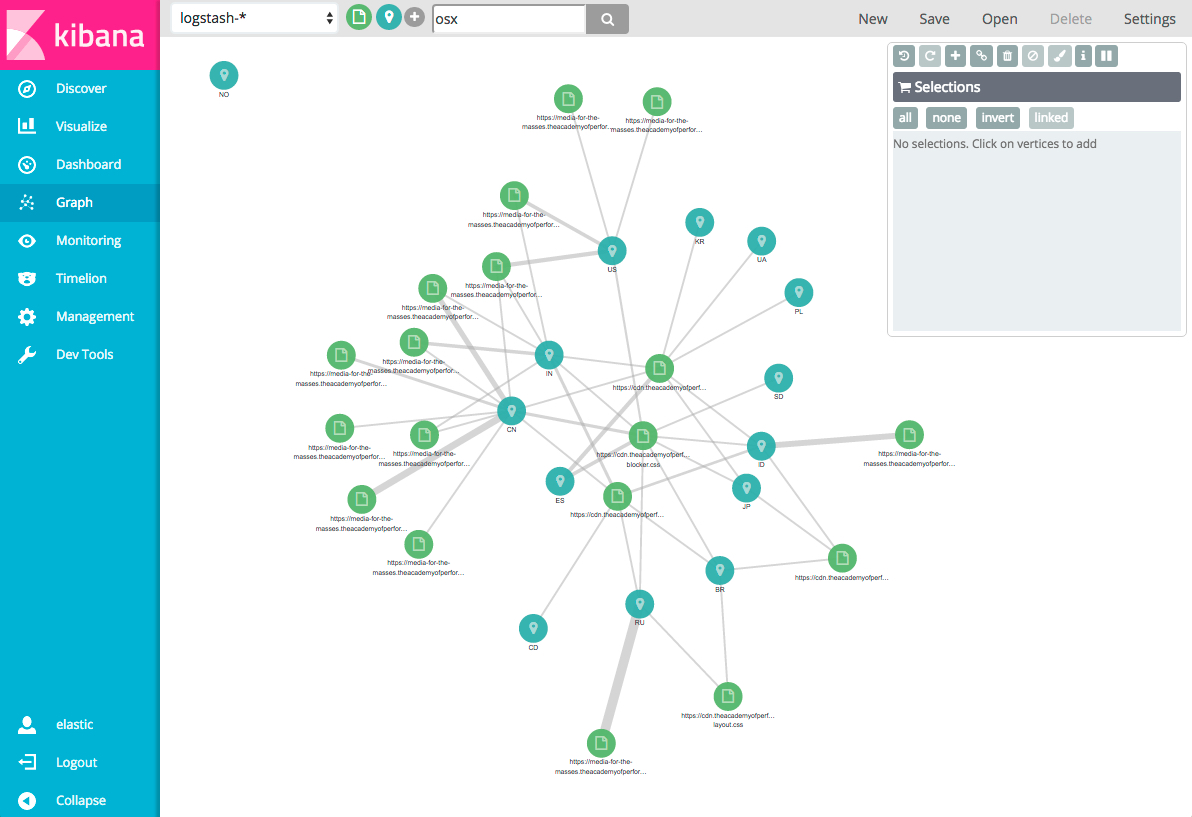 kibana
Discover
Visualize
Dashboard
Graph
Monitoring
Timelion
Management
Dev Tools
elastic
Logout
Collapse
logstash-*
osx
New
Save
Open
Delete
Settings
Selections
all
none
invert
linked
No selections. Click on vertices to add
NO
https://media-for-the-
masses.theacademyofperfor...
https://media-for-the-
masses.theacademyofperfor...
https://media-for-the-
masses.theacademyofperfor...
KR
UA
US
https://media-for-the-
masses.theacademyofperfor...
https://media-for-the-
masses.theacademyofperfor...
PL
https://media-for-the-
masses.theacademyofperfor...
https://media-for-the-
masses.theacademyofperfor...
IN
https://cdn.theacademyofperf...
SD
CN
https://media-for-the-
masses.theacademyofperfor...
https://media-for-the-
masses.theacademyofperfor...
https://cdn.theacademyofperf...
blocker.css
ID
https://media-for-the-
masses.theacademyofperfor...
ES
JP
https://cdn.theacademyofperf...
https://media-for-the-
masses.theacademyofperfor...
https://media-for-the-
masses.theacademyofperfor...
https://cdn.theacademyofperf...
BR
RU
CD
https://cdn.theacademyofperf...
layout.css
https://media-for-the-
masses.theacademyofperfor...